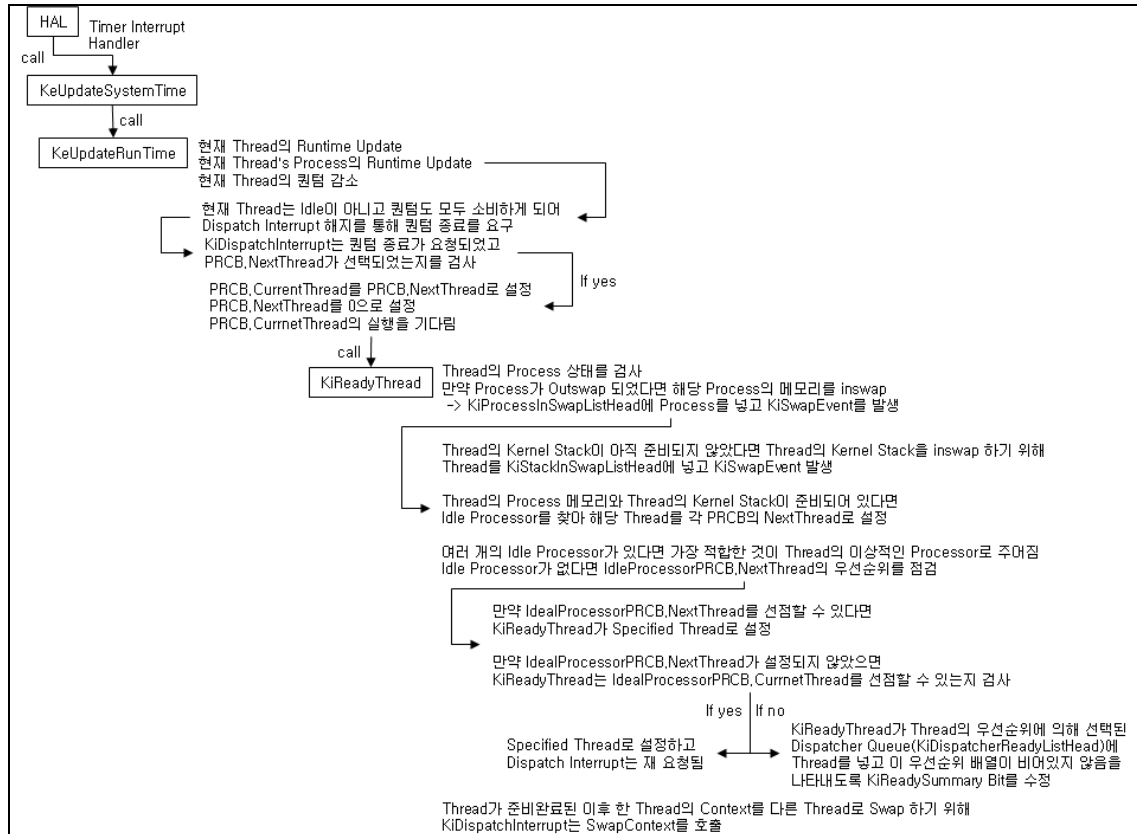 HAL
Timer Interrupt
Handler
call
KeUpdateSystemTime
call
KeUpdateRunTime
현재 Thread의 Runtime Update
현재 Thread's Process의 Runtime Update
현재 Thread의 퀀텀 감소
현재 Thread는 Idle이 아니고 퀀텀도 모두 소비하게 되어
Dispatch Interrupt 해지를 통해 퀀텀 종료를 요구
KiDispatchInterrupt는 퀀텀 종료가 요청되었고
PRCB.NextThread가 선택되었는지를 검사
If yes
PRCB.CurrentThread를 PRCB.NextThread로 설정
PRCB.NextThread를 0으로 설정
PRCB.CurrnetThread의 실행을 기다림
call
KiReadyThread
Thread의 Process 상태를 검사
만약 Process가 Outswap 되었다면 해당 Process의 메모리를 inswap
-> KiProcessInSwapListHead에 Process를 넣고 KiSwapEvent를 발생
Thread의 Kernel Stack이 아직 준비되지 않았다면 Thread의 Kernel Stack을 inswap 하기 위해
Thread를 KiStackInSwapListHead에 넣고 KiSwapEvent 발생
Thread의 Process 메모리와 Thread의 Kernel Stack이 준비되어 있다면
Idle Processor를 찾아 해당 Thread를 각 PRCB의 NextThread로 설정
여러 개의 Idle Processor가 있다면 가장 적합한 것이 Thread의 이상적인 Processor로 주어짐
Idle Processor가 없다면 IdleProcessorPRCB.NextThread의 우선순위를 점검
만약 IdealProcessorPRCB.NextThread를 선점할 수 있다면
KiReadyThread가 Specified Thread로 설정
만약 IdealProcessorPRCB.NextThread가 설정되지 않았으면
KiReadyThread는 IdealProcessorPRCB.CurrnetThread를 선점할 수 있는지 검사
If yes
If no
Specified Thread로 설정하고
Dispatch Interrupt는 재 요청됨
KiReadyThread가 Thread의 우선순위에 의해 선택된
Dispatcher Queue(KiDispatcherReadyListHead)에
Thread를 넣고 이 우선순위 배열이 비어있지 않음을
나타내도록 KiReadySummary Bit를 수정
Thread가 준비완료된 이후 한 Thread의 Context를 다른 Thread로 Swap 하기 위해
KiDispatchInterrupt는 SwapContext를 호출